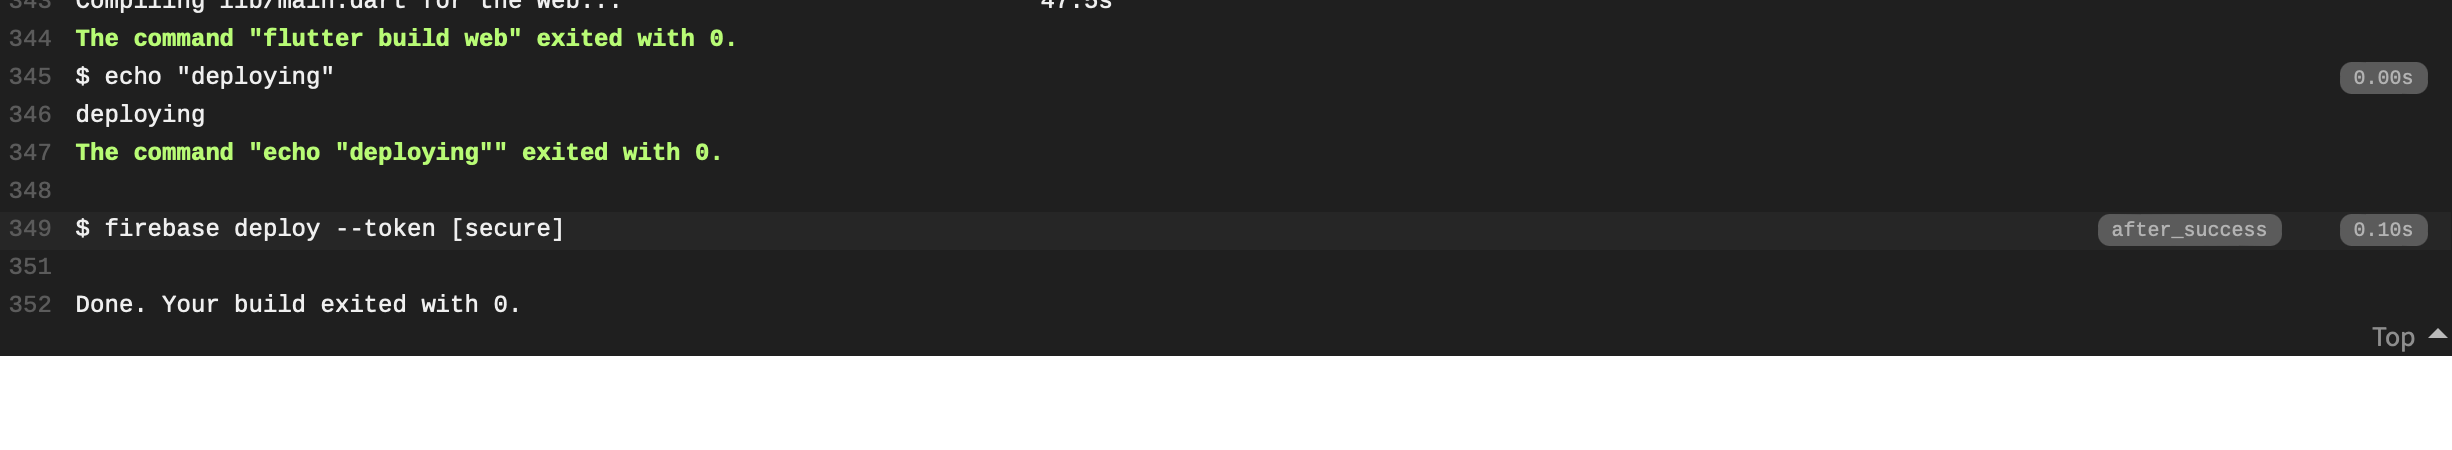 343 Compiling lib/main.dart for the Web... 47.5s
344 The command "flutter build web" exited with 0.
345 $ echo "deploying" 0.00s
346 deploying
347 The command "echo "deploying"" exited with 0.
348
349 $ firebase deploy --token [secure] after_success 0.10s
351
352 Done. Your build exited with 0.
Top